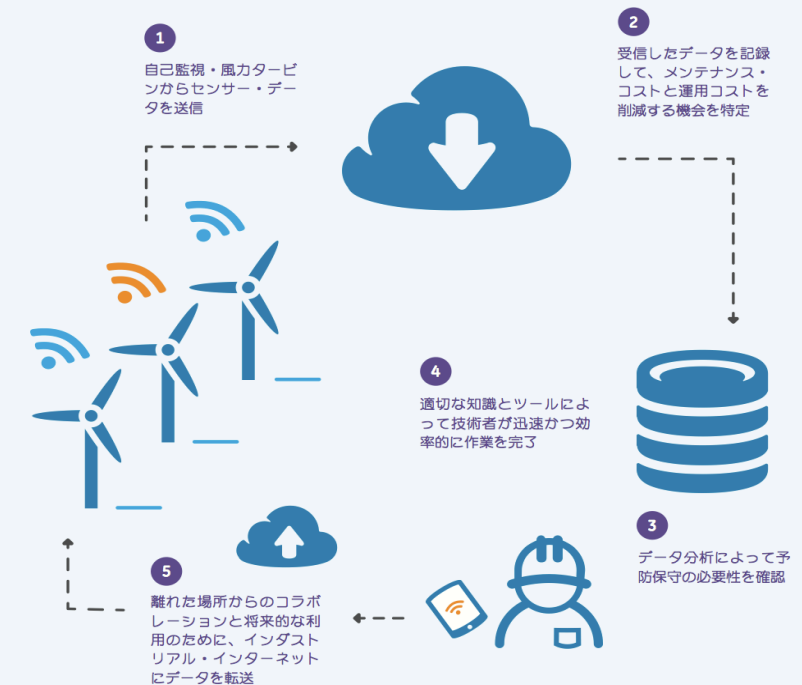 1
自己監視・風力タービ
ンからセンサー・デー
タを送信
2
受信したデータを記録
して、メンテナンス・
コストと運用コストを
削減する機会を特定
3
データ分析によって予
防保守の必要性を確認
4
適切な知識とツールによ
って技術者が迅速かつ効
率的に作業を完了
5
離れた場所からのコラボ
レーションと将来的な利
用のために、インダスト
リアル・インターネット
にデータを転送